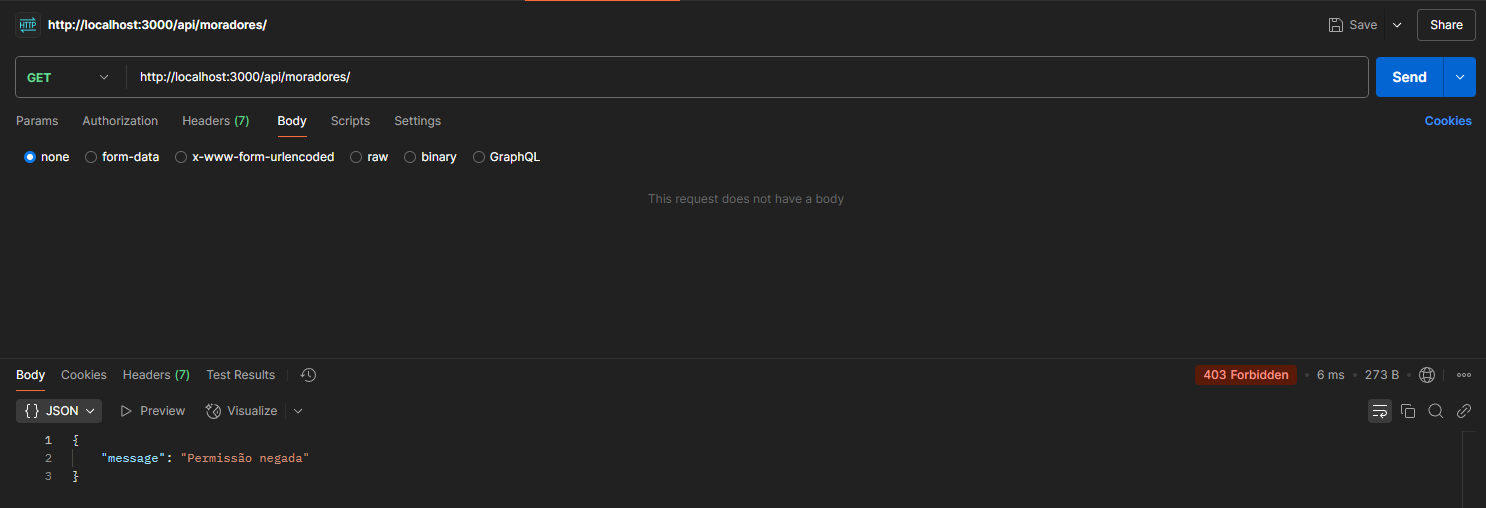 HTTP http://localhost:3000/api/moradores/ Save Share
GET http://localhost:3000/api/moradores/ Send
Params Authorization Headers (7) Body Scripts Settings Cookies
none form-data x-www-form-urlencoded raw binary GraphQL
This request does not have a body
Body Cookies Headers (7) Test Results 403 Forbidden • 6 ms • 273 B •
{} JSON Preview Visualize
1 {
2 "message": "Permissão negada"
3 }